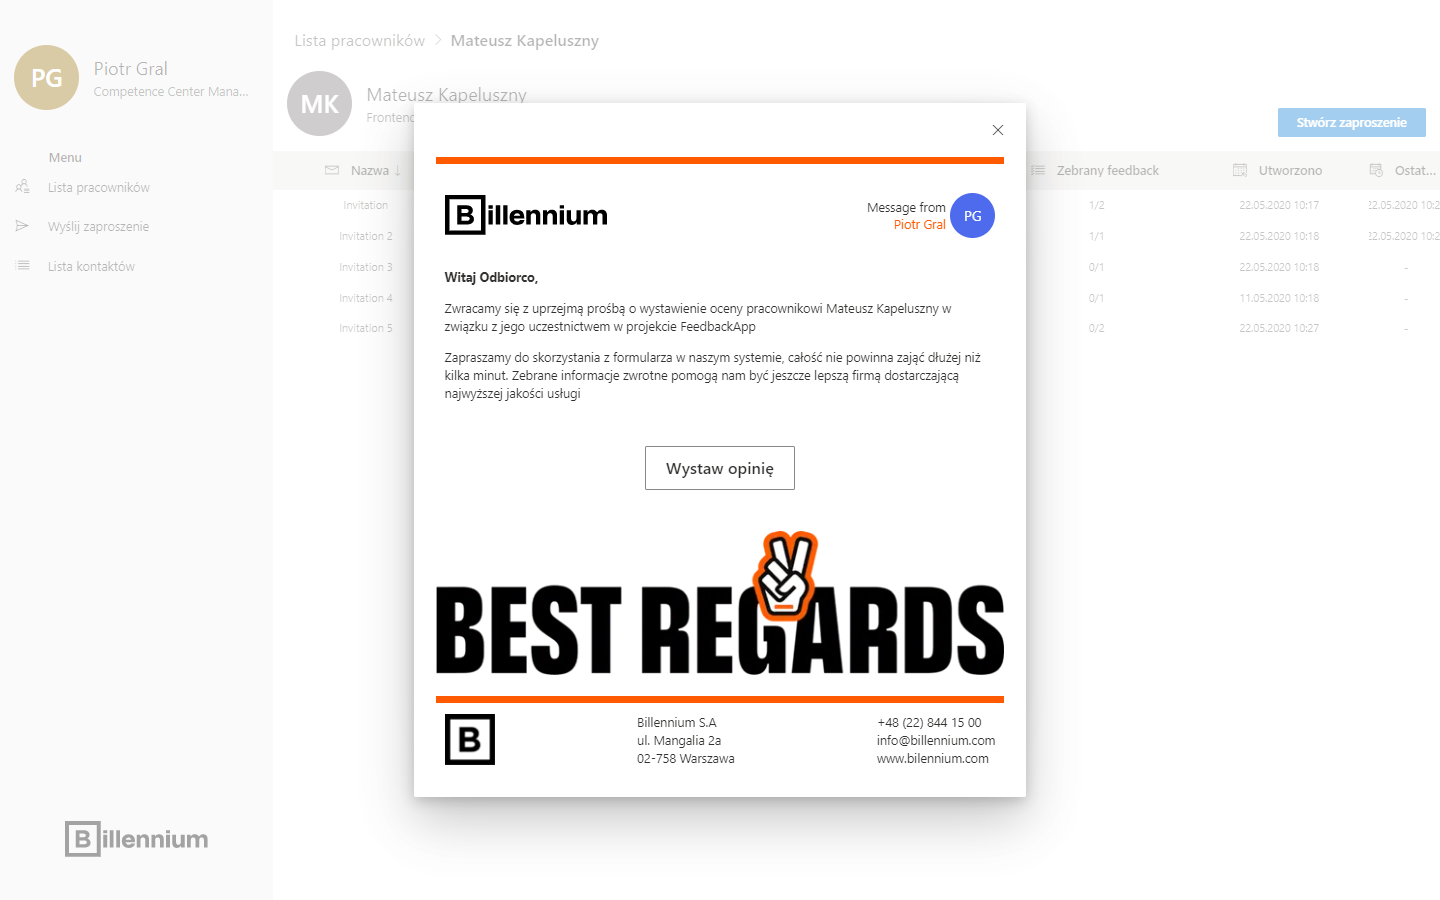 PG
Piotr Gral
Competence Center Mana...
Menu
Lista pracowników
Wyślij zaproszenie
Lista kontaktów
Billennium
Lista pracowników > Mateusz Kapeluszny
MK
Mateusz Kapeluszny
Frontend
Stwórz zaproszenie
Nazwa ↓
Zebrany feedback
Utworzono
Ostat...
Invitation
1/2
22.05.2020 10:17
22.05.2020 10:2
Invitation 2
1/1
22.05.2020 10:18
22.05.2020 10:2
Invitation 3
0/1
22.05.2020 10:18
-
Invitation 4
0/1
11.05.2020 10:18
-
Invitation 5
0/2
22.05.2020 10:27
-
Billennium
Message from
Piotr Gral
PG
Witaj Odbiorco,
Zwracamy się z uprzejmą prośbą o wystawienie oceny pracownikowi Mateusz Kapeluszny w
związku z jego uczestnictwem w projekcie FeedbackApp
Zapraszamy do skorzystania z formularza w naszym systemie, całość nie powinna zająć dłużej niż
kilka minut. Zebrane informacje zwrotne pomogą nam być jeszcze lepszą firmą dostarczającą
najwyższej jakości usługi
Wystaw opinię
BEST REGARDS
B
Billennium S.A
ul. Mangalia 2a
02-758 Warszawa
+48 (22) 844 15 00
info@billennium.com
www.bilennium.com